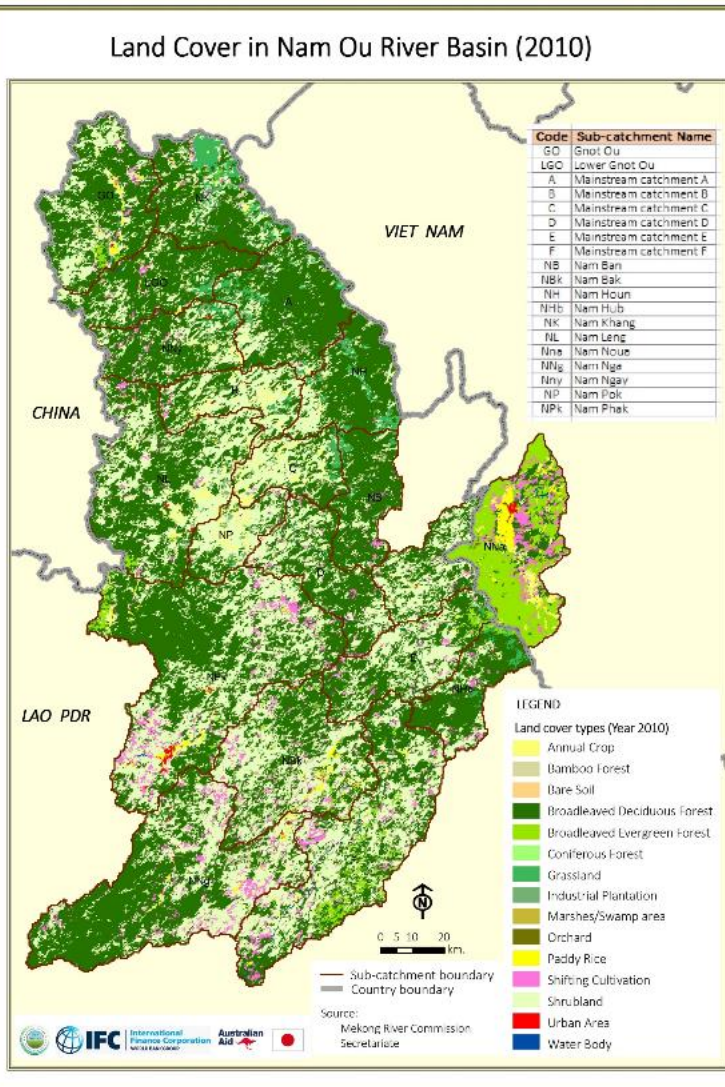 Land Cover in Nam Ou River Basin (2010)
Code Sub-catchment Name
GO Gnot Ou
LGO Lower Gnot Ou
A Mainstream catchment A
B Mainstream catchment B
C Mainstream catchment C
D Mainstream catchment D
E Mainstream catchment E
F Mainstream catchment F
NB Nam Ban
NBk Nam Bak
NH Nam Houn
NHb Nam Hub
NK Nam Khang
NL Nam Leng
Nna Nam Noua
NNg Nam Nga
Nny Nam Ngay
NP Nam Pok
NPk Nam Phak
VIET NAM
CHINA
LAO PDR
GO
LGO
A
NH
C
NL
NB
NP
NNa
LEGEND
Land cover types (Year 2010)
Annual Crop
Bamboo Forest
Bare Soil
Broadleaved Deciduous Forest
Broadleaved Evergreen Forest
Coniferous Forest
Grassland
Industrial Plantation
Marshes/Swamp area
Orchard
Paddy Rice
Shifting Cultivation
Shrubland
Urban Area
Water Body
N
0 5 10 20
km.
Sub-catchment boundary
Country boundary
Source:
Mekong River Commission
Secretariate
IFC International
Finance Corporation
WORLD BANK GROUP
Australian
Aid